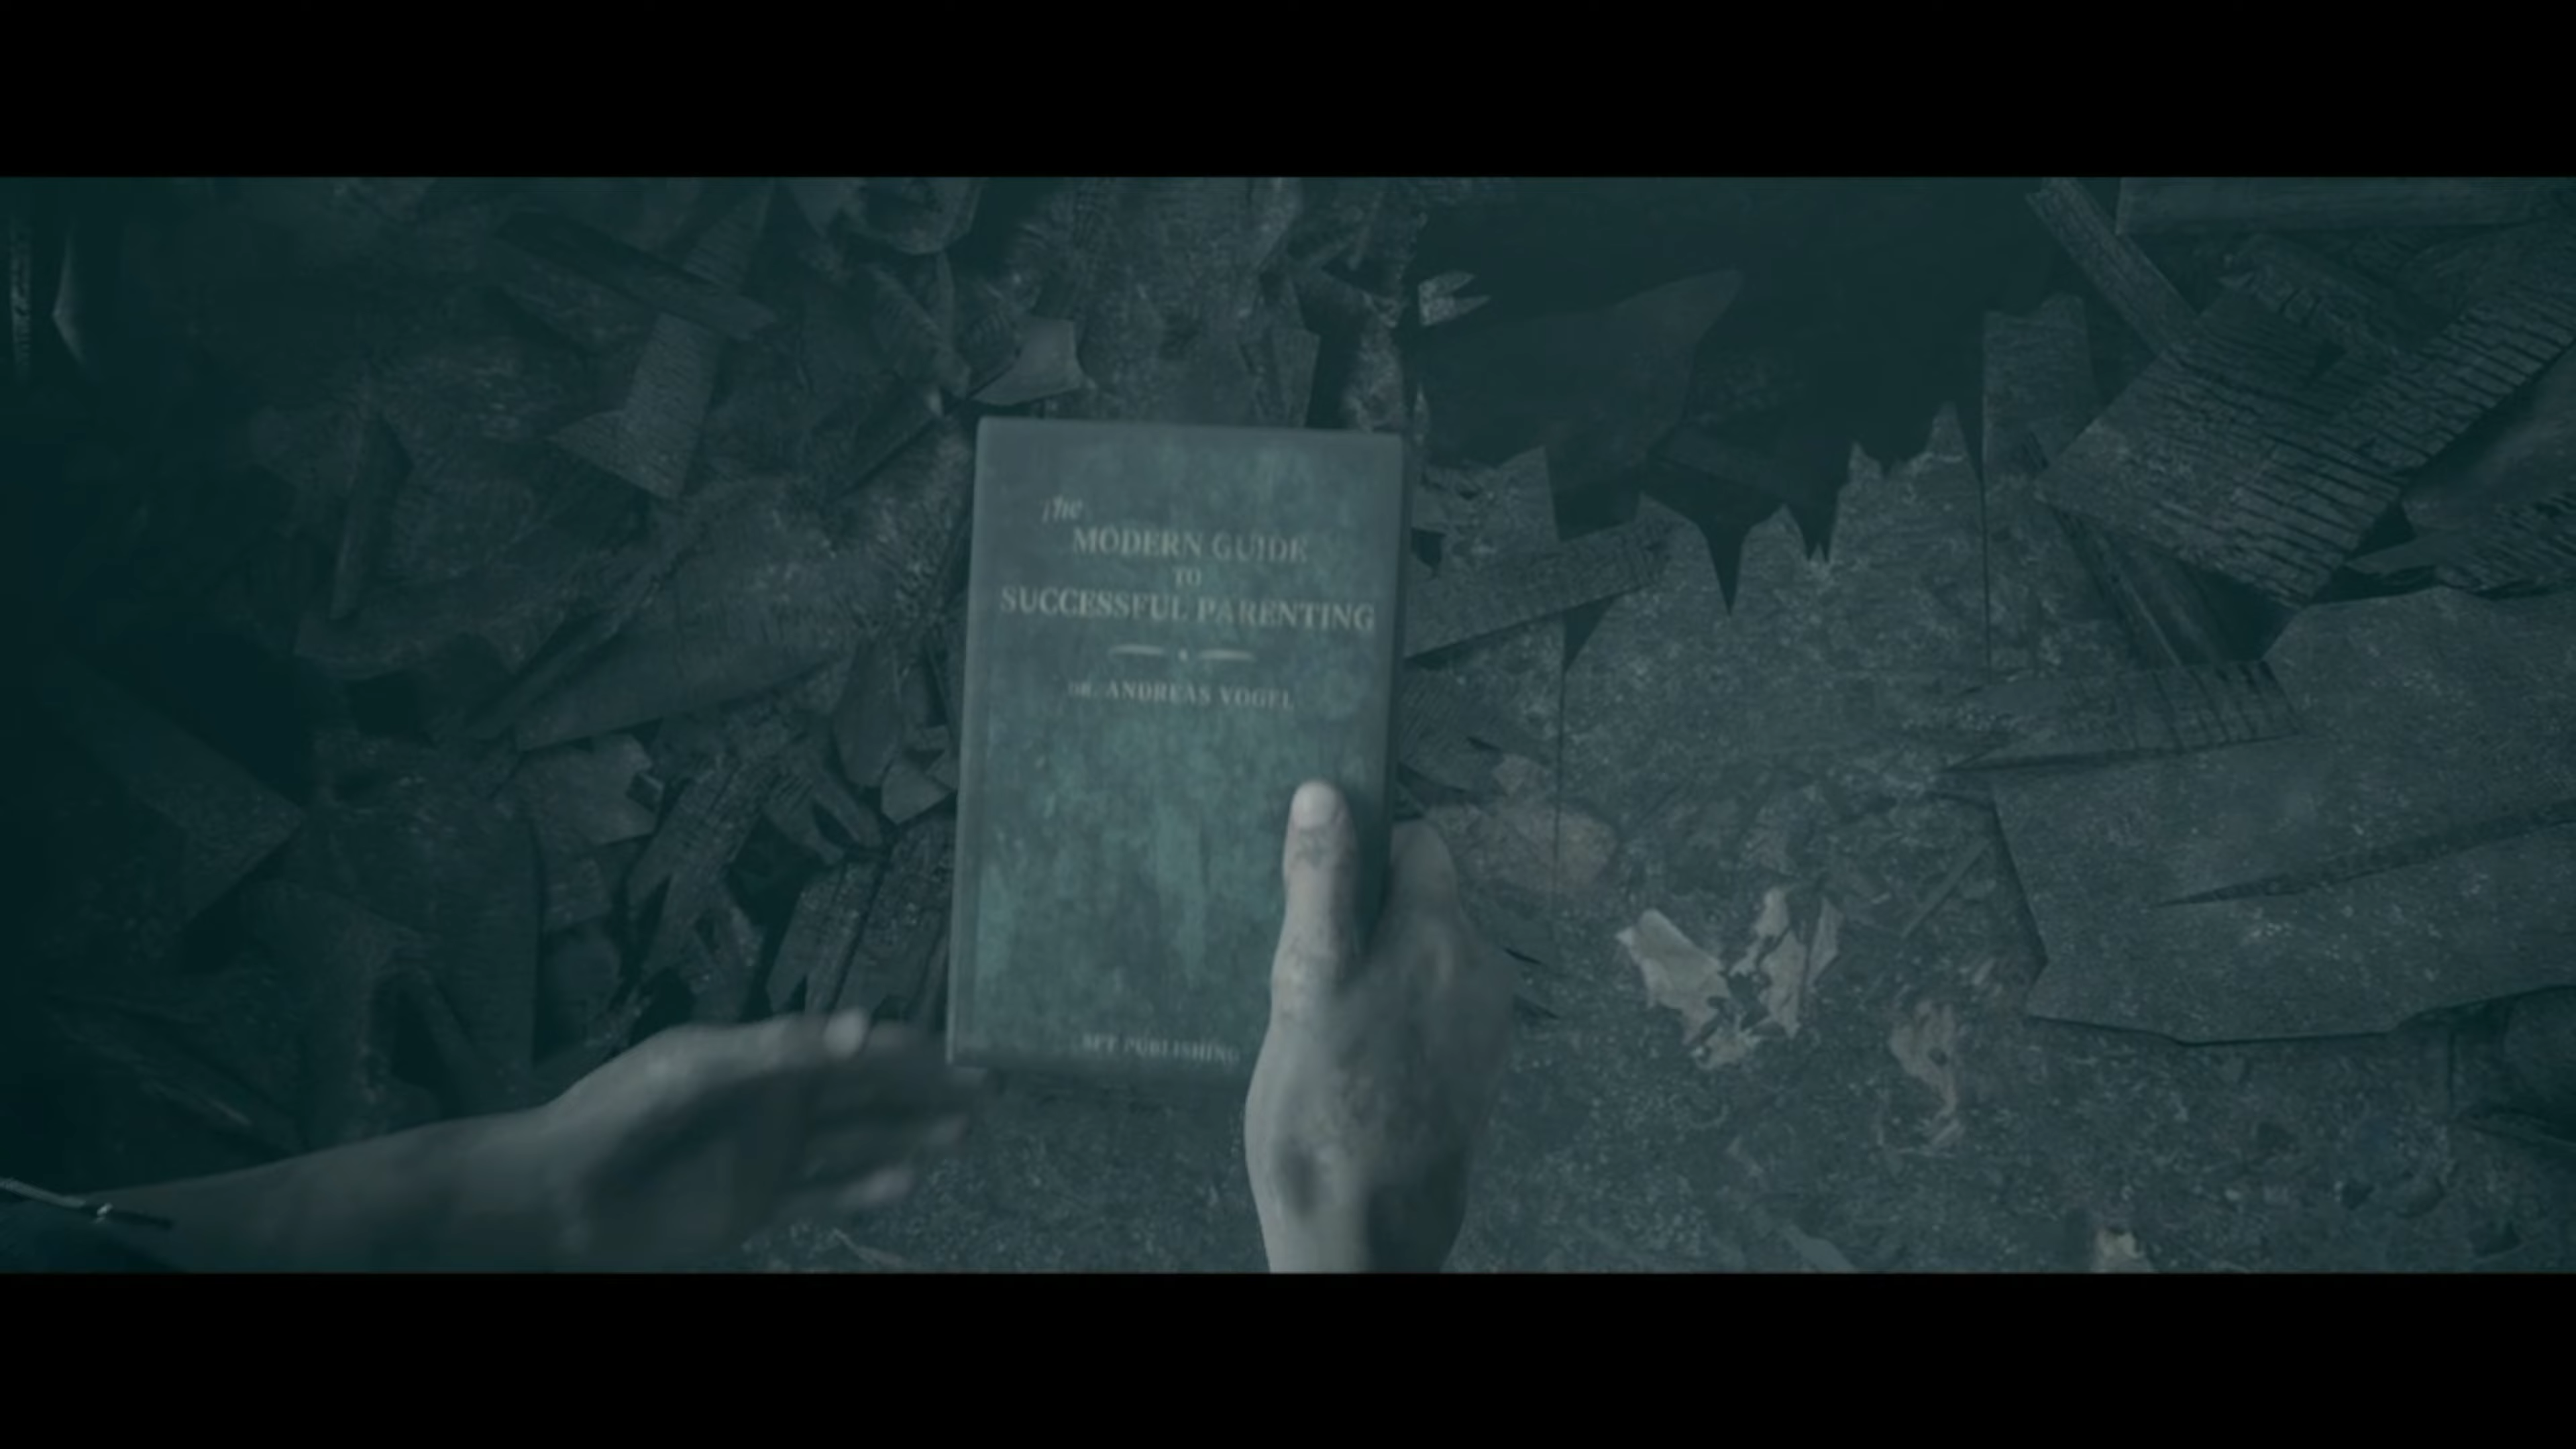 The
MODERN GUIDE
TO
SUCCESSFUL PARENTING
DR. ANDREAS VOGEL
PUBLISHING